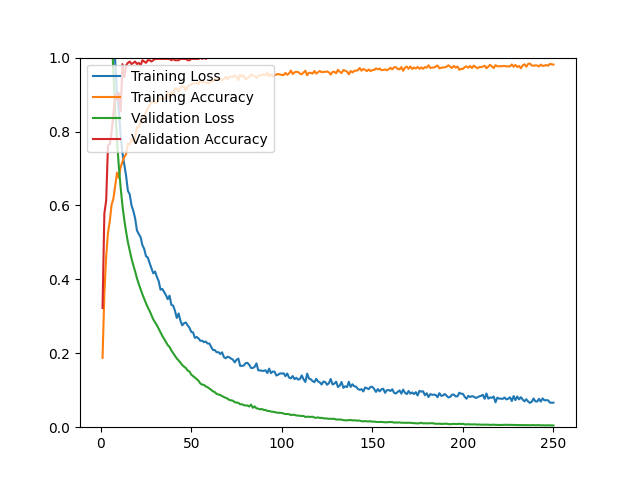 1.0
0.8
0.6
0.4
0.2
0.0
Training Loss
Training Accuracy
Validation Loss
Validation Accuracy
0 50 100 150 200 250